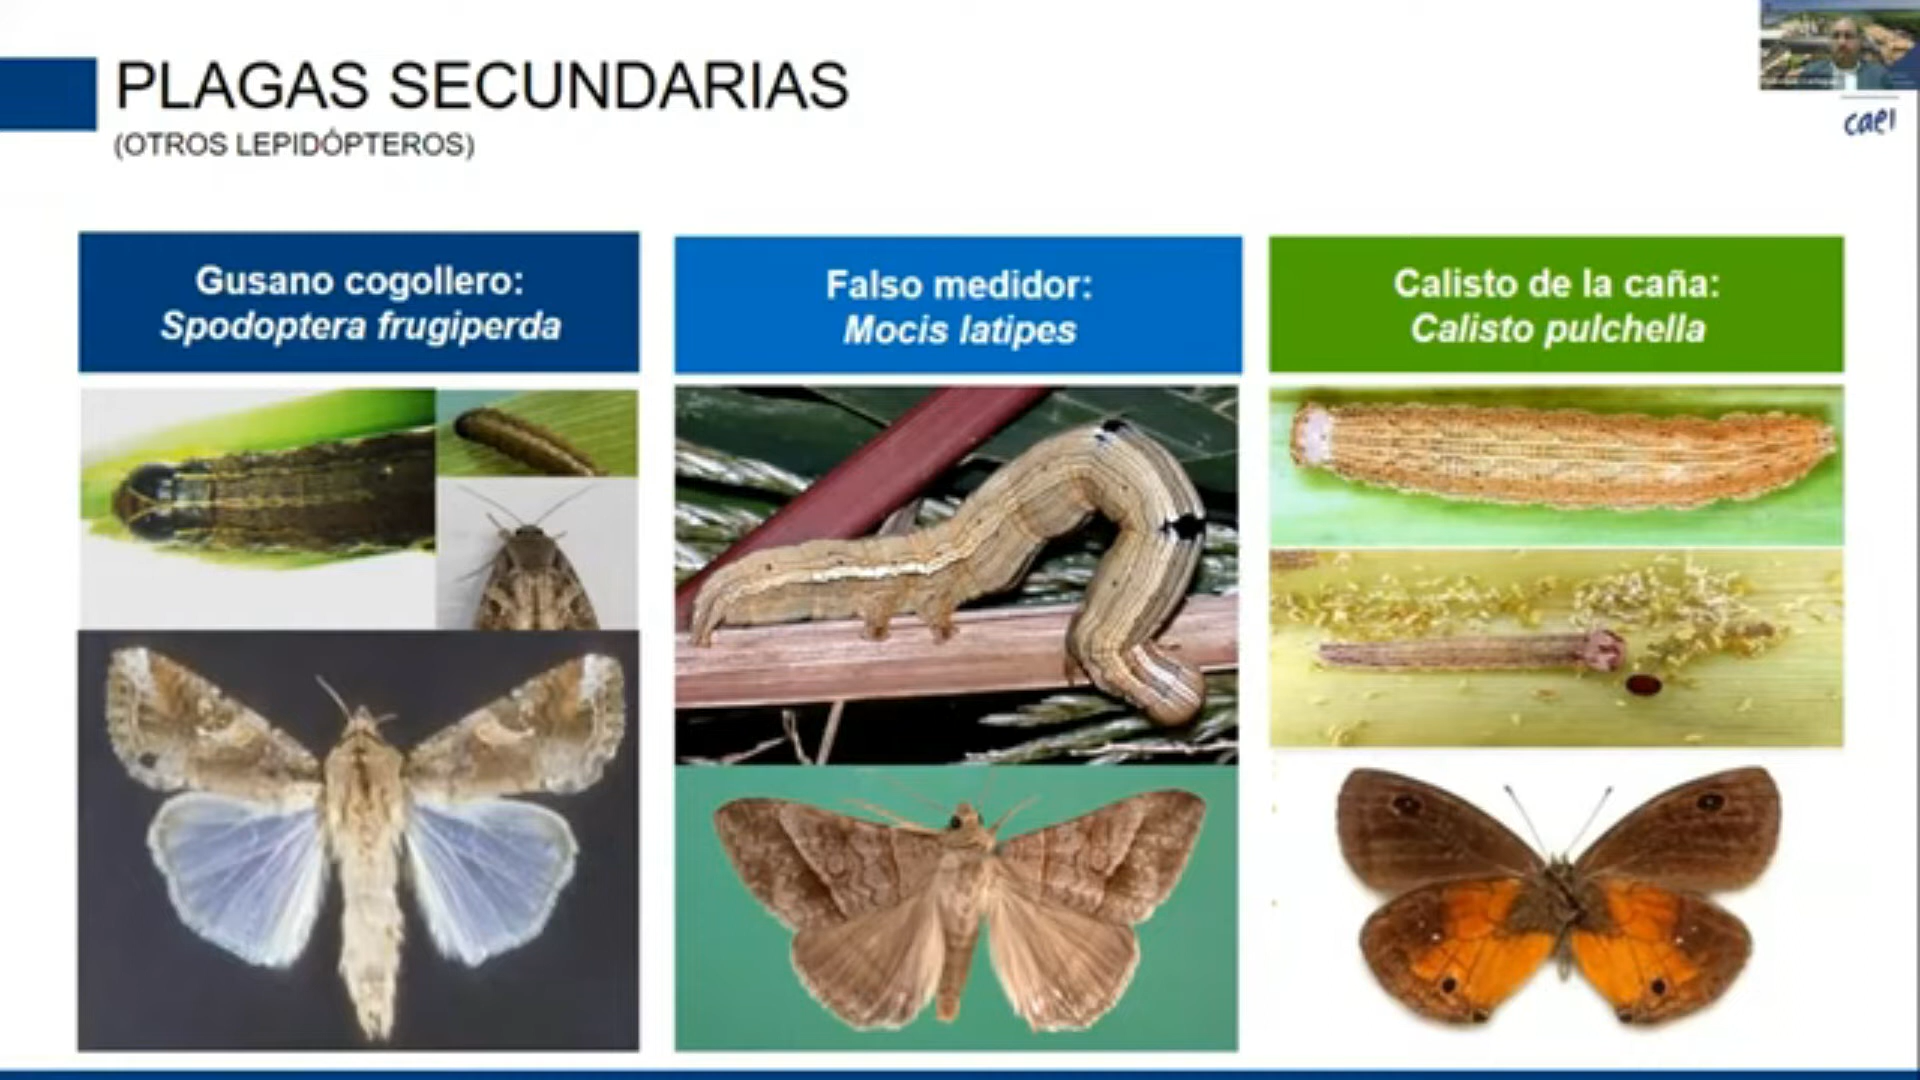 PLAGAS SECUNDARIAS
(OTROS LEPIDÓPTEROS)
caei
Gusano cogollero:
Spodoptera frugiperda
Falso medidor:
Mocis latipes
Calisto de la caña:
Calisto pulchella